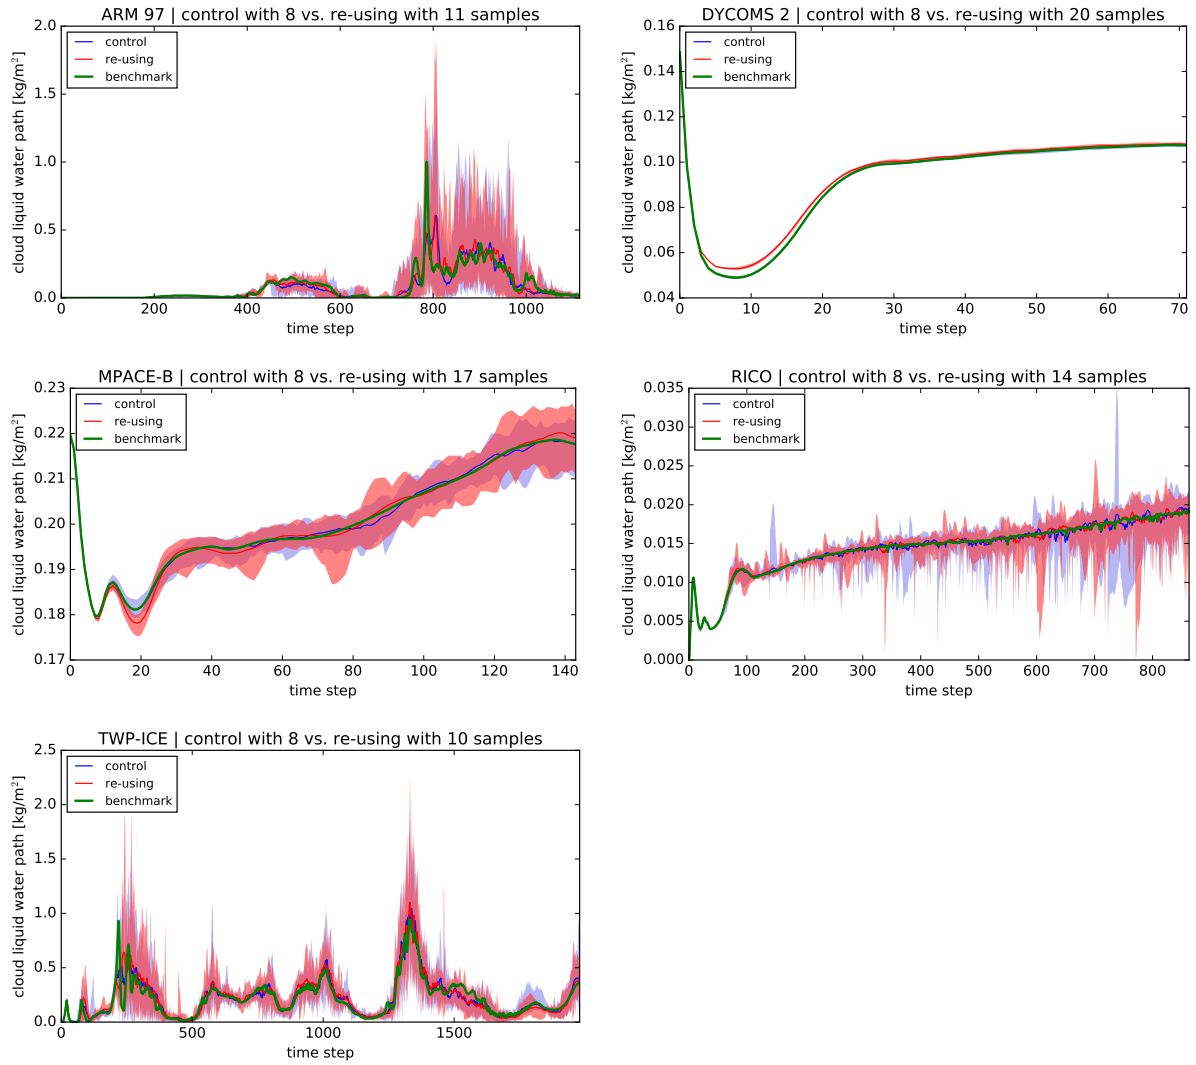 ARM 97 | control with 8 vs. re-using with 11 samples
2.0
1.5
1.0
0.5
0.0
cloud liquid water path [kg/m²]
control
re-using
benchmark
0 200 400 600 800 1000
time step
DYCOMS 2 | control with 8 vs. re-using with 20 samples
0.16
0.14
0.12
0.10
0.08
0.06
0.04
cloud liquid water path [kg/m²]
control
re-using
benchmark
0 10 20 30 40 50 60 70
time step
MPACE-B | control with 8 vs. re-using with 17 samples
0.23
0.22
0.21
0.20
0.19
0.18
0.17
cloud liquid water path [kg/m²]
control
re-using
benchmark
0 20 40 60 80 100 120 140
time step
RICO | control with 8 vs. re-using with 14 samples
0.035
0.030
0.025
0.020
0.015
0.010
0.005
0.000
cloud liquid water path [kg/m²]
control
re-using
benchmark
0 100 200 300 400 500 600 700 800
time step
TWP-ICE | control with 8 vs. re-using with 10 samples
2.5
2.0
1.5
1.0
0.5
0.0
cloud liquid water path [kg/m²]
control
re-using
benchmark
0 500 1000 1500
time step